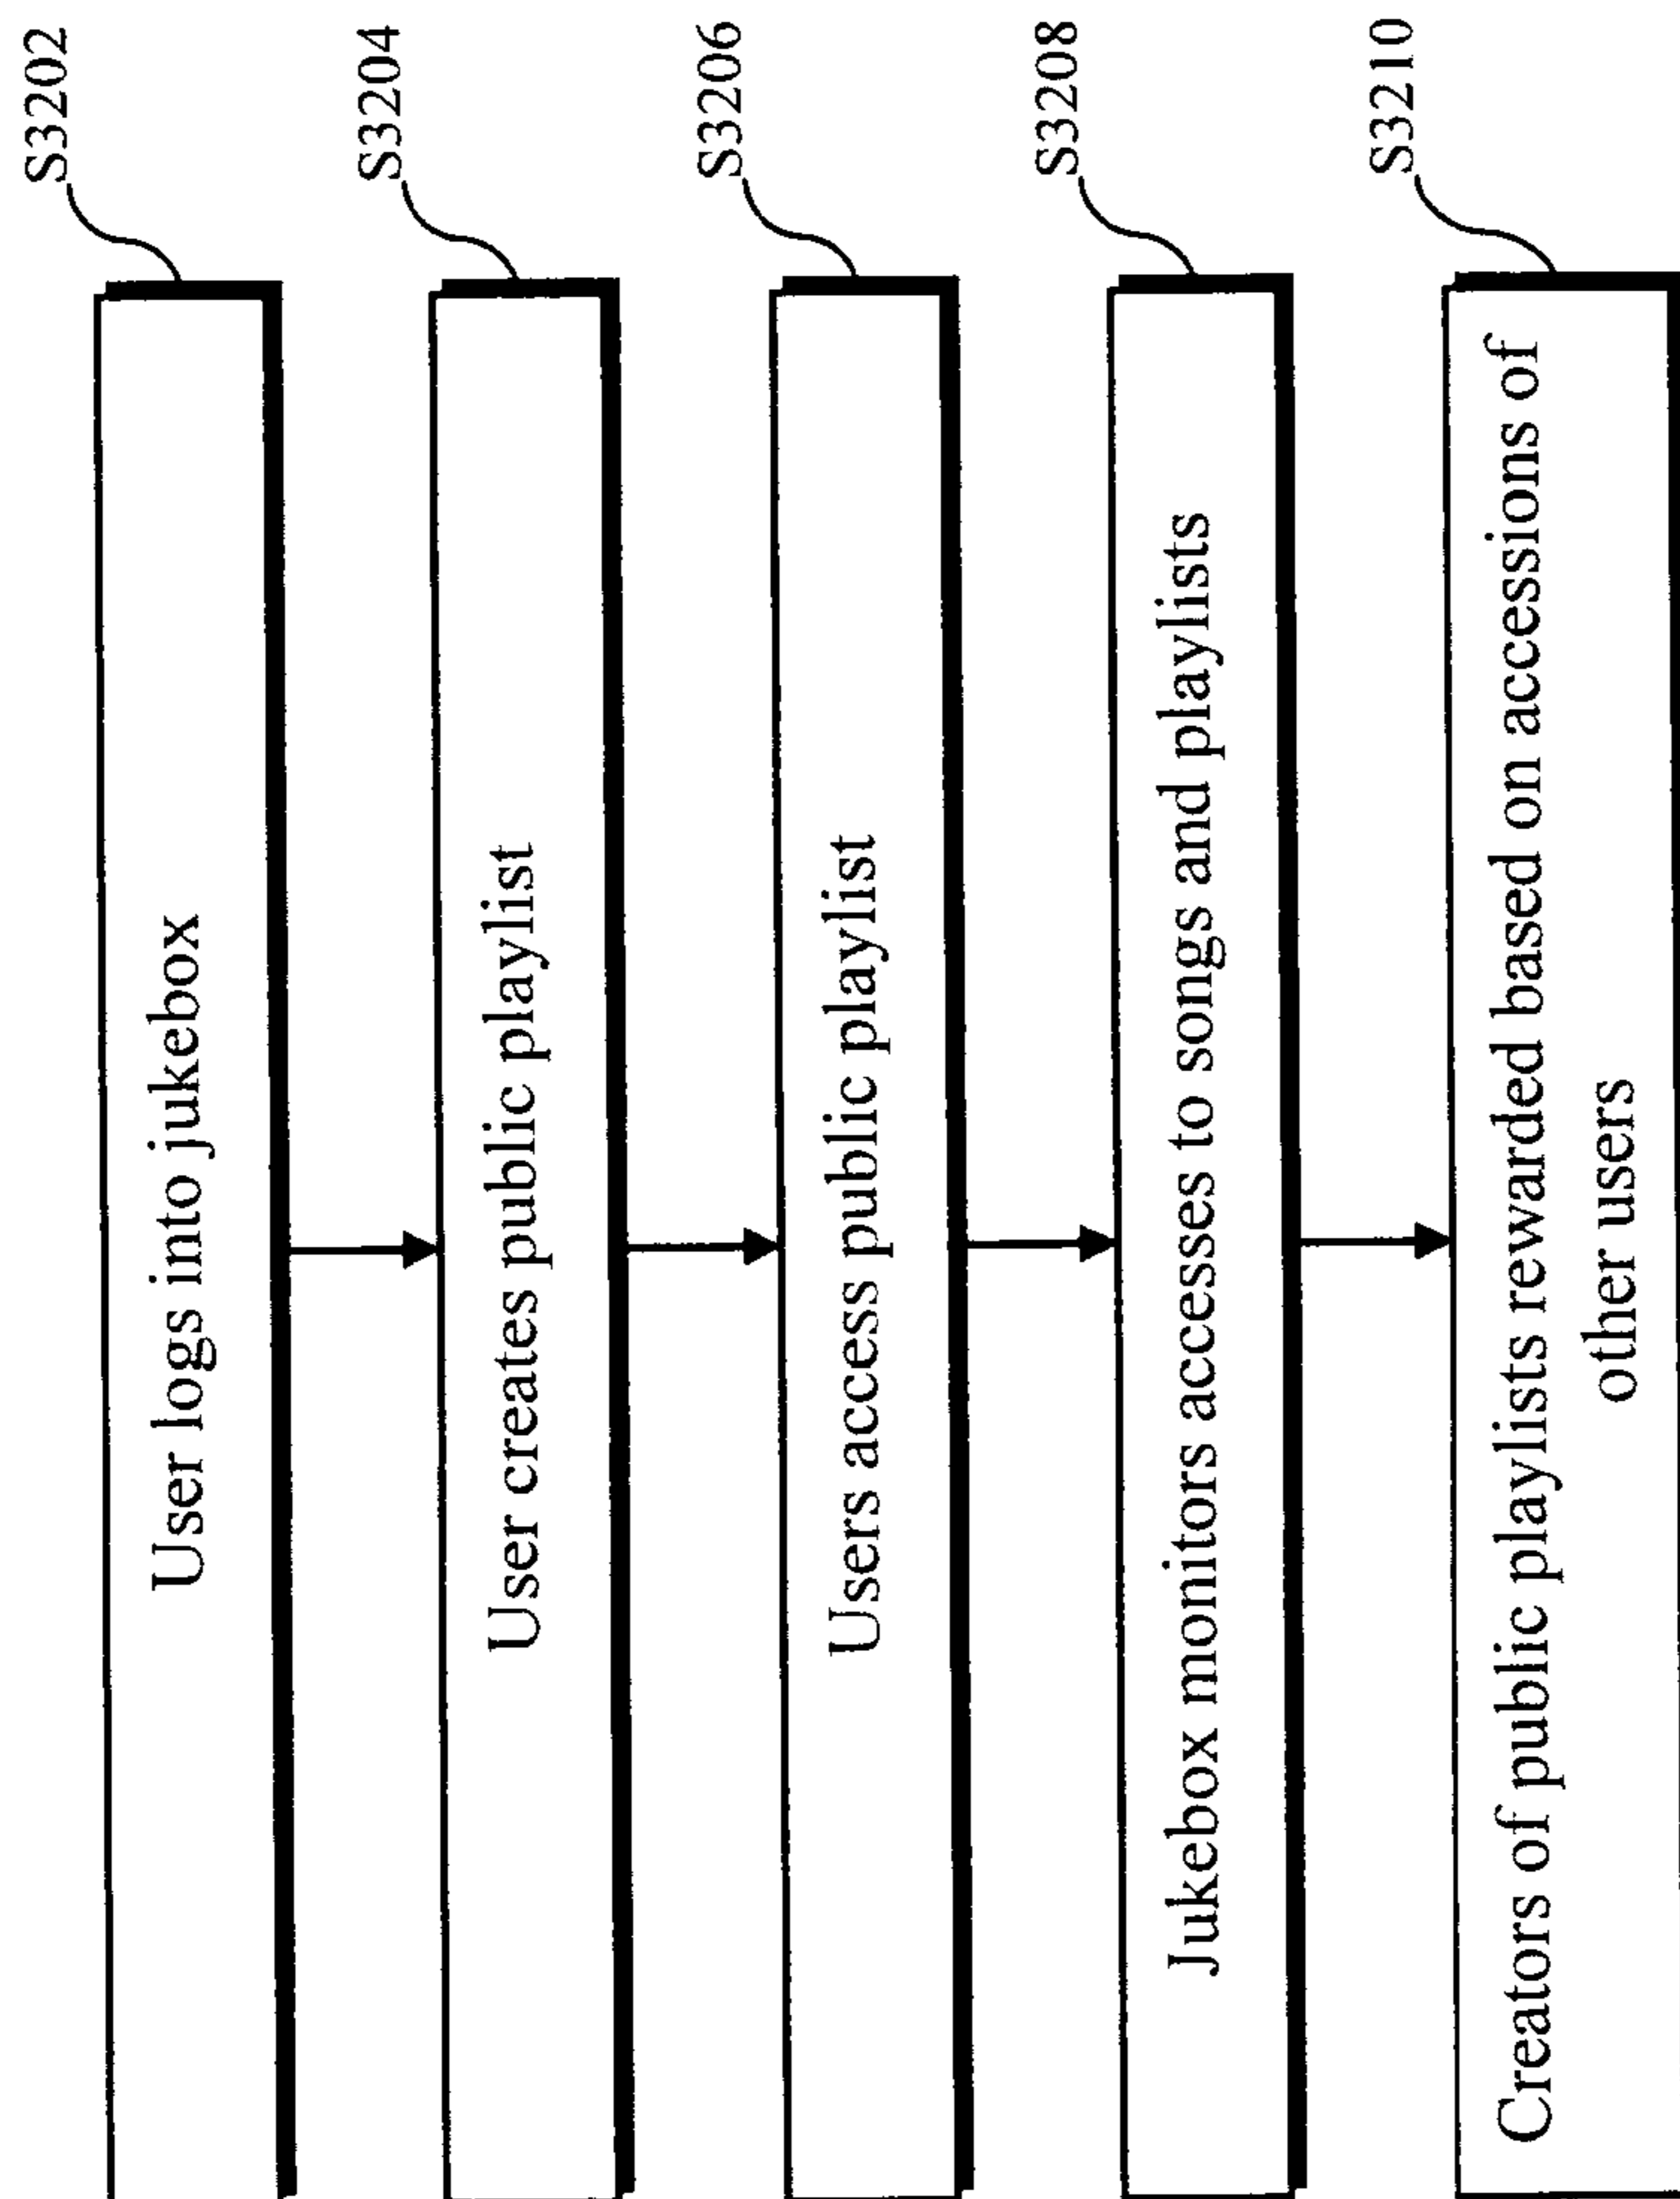 User logs into jukebox
S3202
User creates public playlist
S3204
Users access public playlist
S3206
Jukebox monitors accesses to songs and playlists
S3208
Creators of public playlists rewarded based on accessions of
other users
S3210